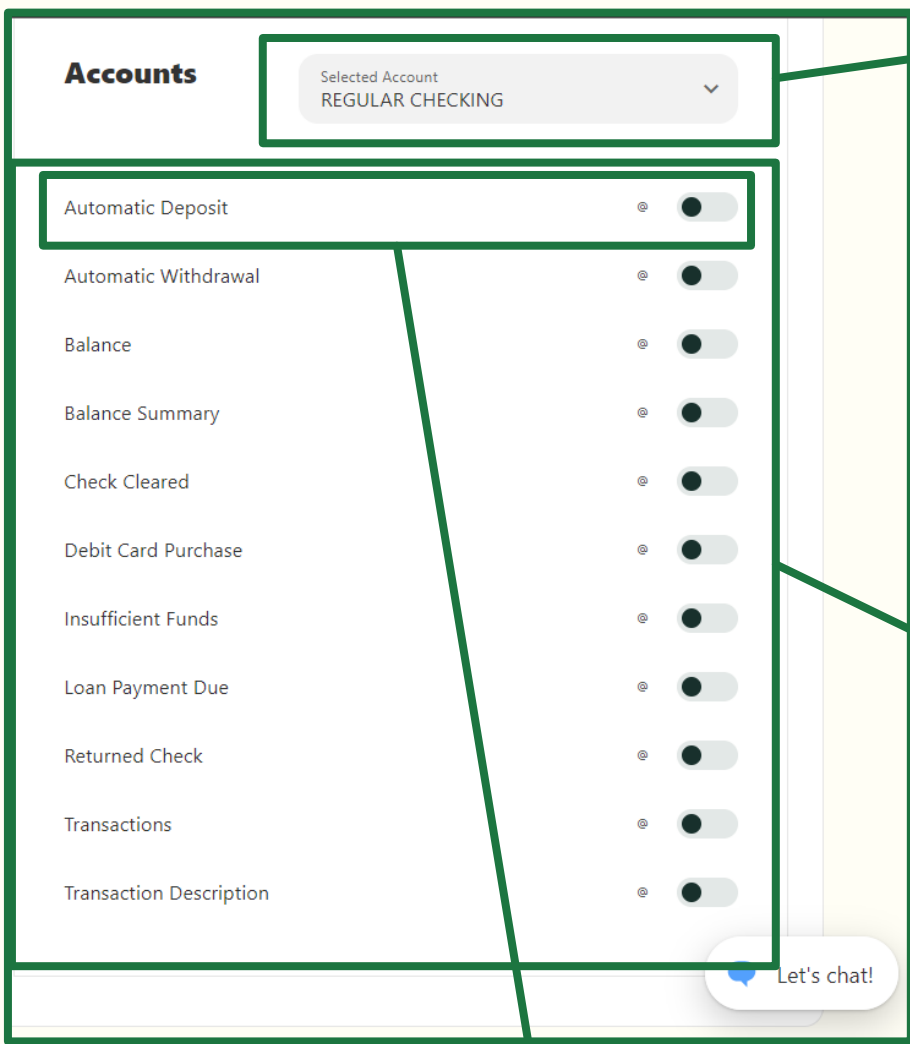 Accounts
Selected Account
REGULAR CHECKING
Automatic Deposit @
Automatic Withdrawal @
Balance @
Balance Summary @
Check Cleared @
Debit Card Purchase @
Insufficient Funds @
Loan Payment Due @
Returned Check @
Transactions @
Transaction Description @
Let's chat!